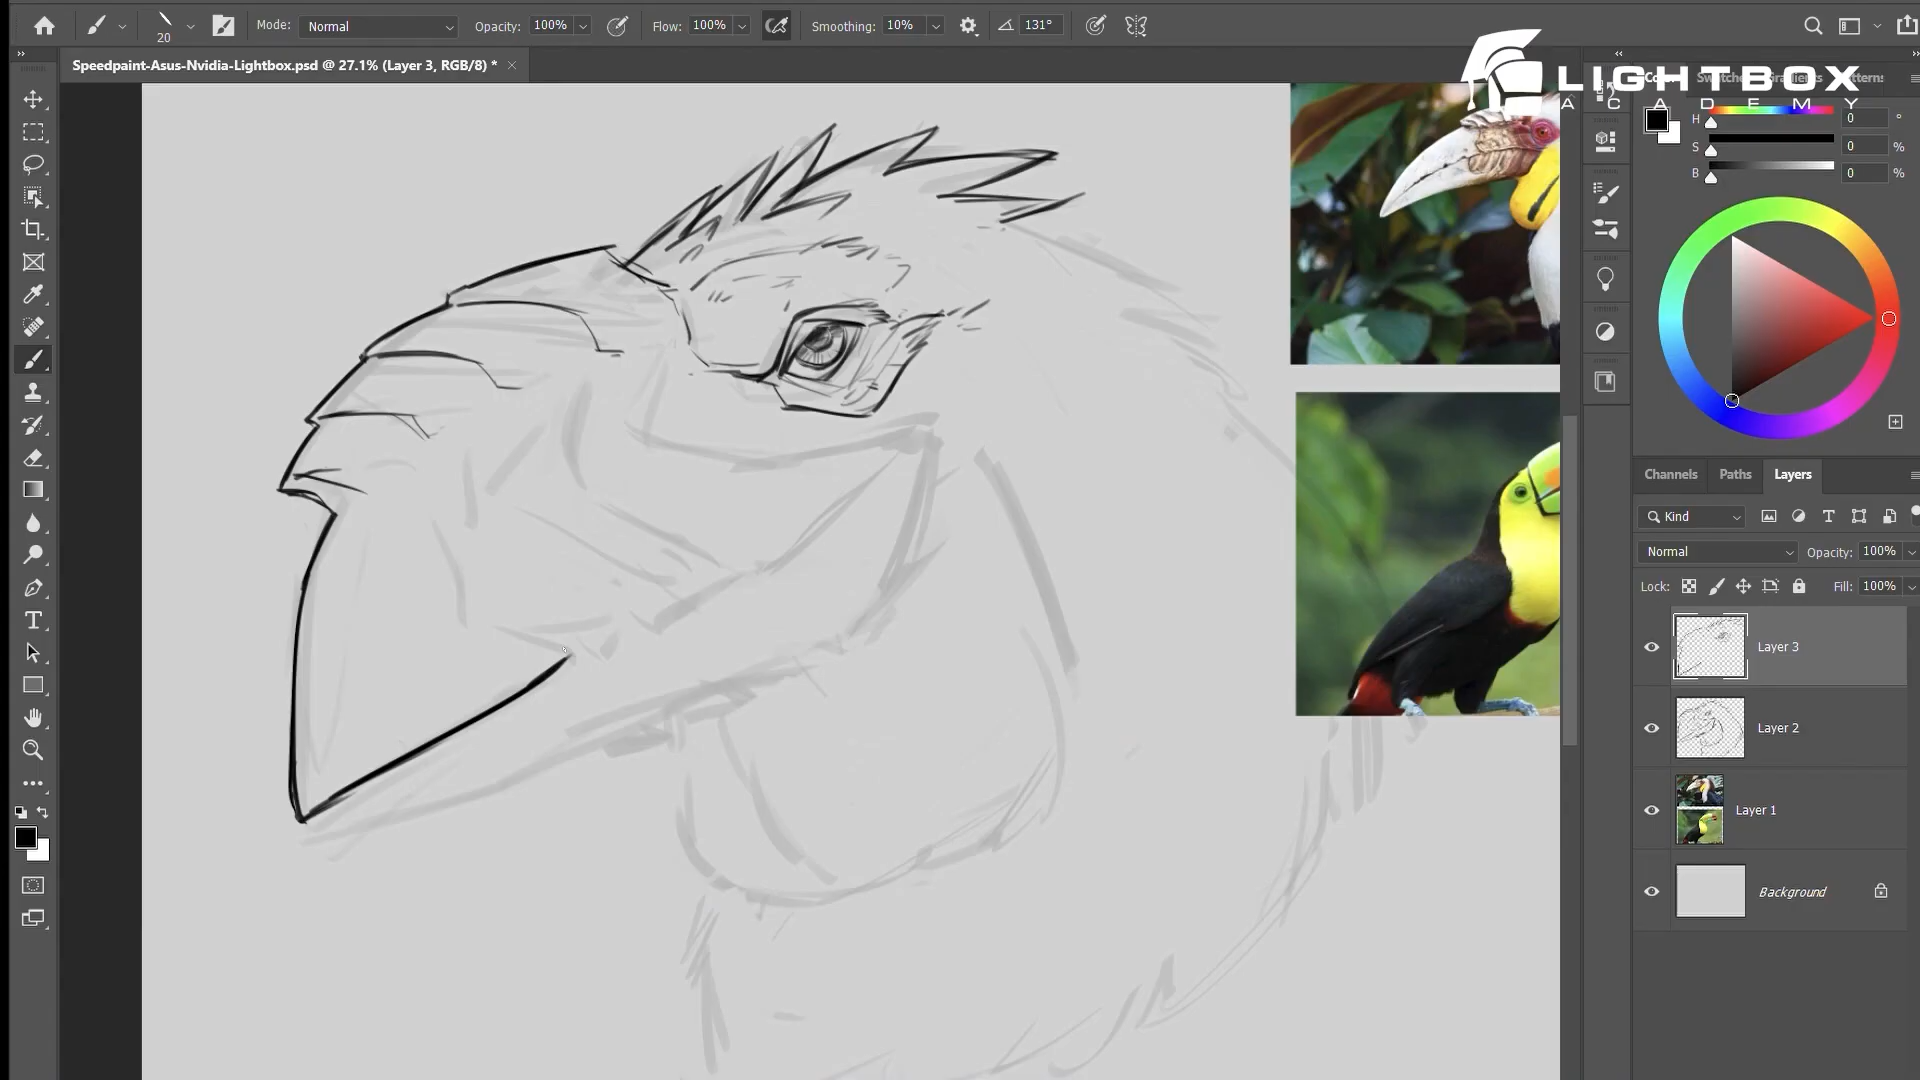 20
Mode: Normal
Opacity: 100%
Flow: 100%
Smoothing: 10%
131°
Speedpaint-Asus-Nvidia-Lightbox.psd @ 27.1% (Layer 3, RGB/8) *
LIGHTBOX
ACADEMY
H 0 °
S 0 %
B 0 %
Channels Paths Layers
Kind
Normal Opacity: 100%
Lock: Fill: 100%
Layer 3
Layer 2
Layer 1
Background